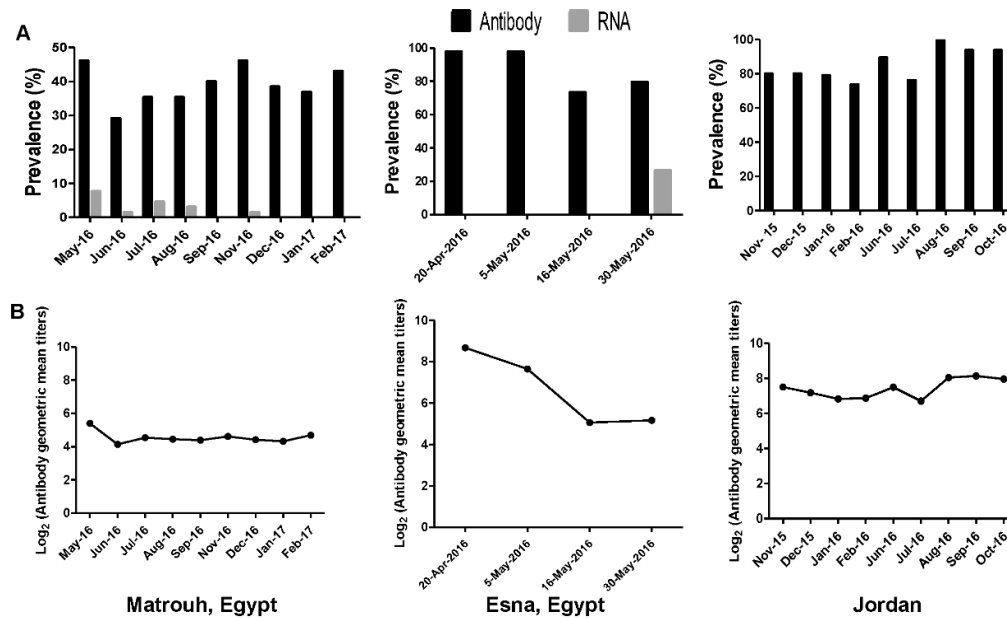 A
Antibody RNA
Prevalence (%)
50
40
30
20
10
0
May-16
Jun-16
Jul-16
Aug-16
Sep-16
Nov-16
Dec-16
Jan-17
Feb-17
Prevalence (%)
100
80
60
40
20
0
20-Apr-2016
5-May-2016
16-May-2016
30-May-2016
Prevalence (%)
100
80
60
40
20
0
Nov- 15
Dec-15
Jan-16
Feb-16
Jun-16
Jul-16
Aug-16
Sep-16
Oct-16
B
Log2 (Antibody geometric mean titers)
10
8
6
4
2
0
May-16
Jun-16
Jul-16
Aug-16
Sep-16
Nov-16
Dec-16
Jan-17
Feb-17
Matrouh, Egypt
Log2 (Antibody geometric mean titers)
10
8
6
4
2
0
20-Apr-2016
5-May-2016
16-May-2016
30-May-2016
Esna, Egypt
Log2 (Antibody geometric mean titers)
10
8
6
4
2
0
Nov-15
Dec-15
Jan-16
Feb-16
Jun-16
Jul-16
Aug-16
Sep-16
Oct-16
Jordan